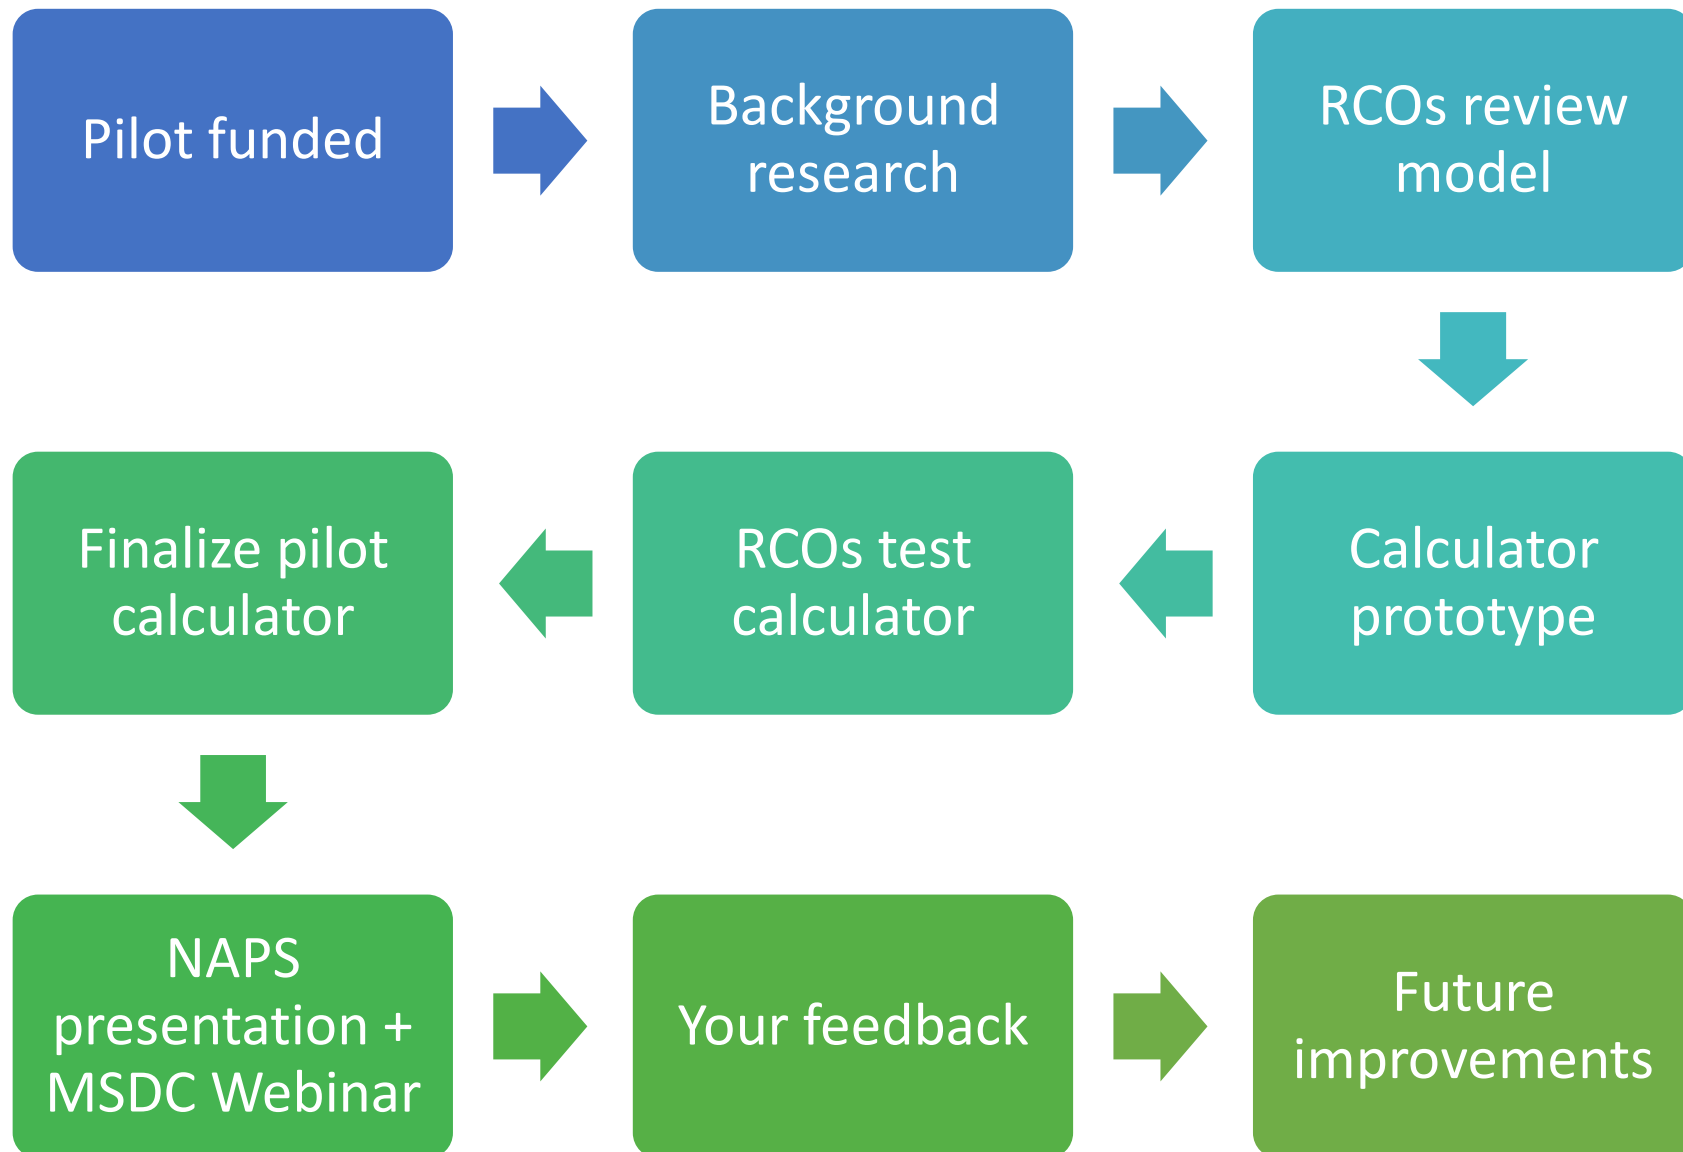 Pilot funded
Background
research
RCOs review
model
Calculator
prototype
RCOs test
calculator
Finalize pilot
calculator
NAPS
presentation +
MSDC Webinar
Your feedback
Future
improvements